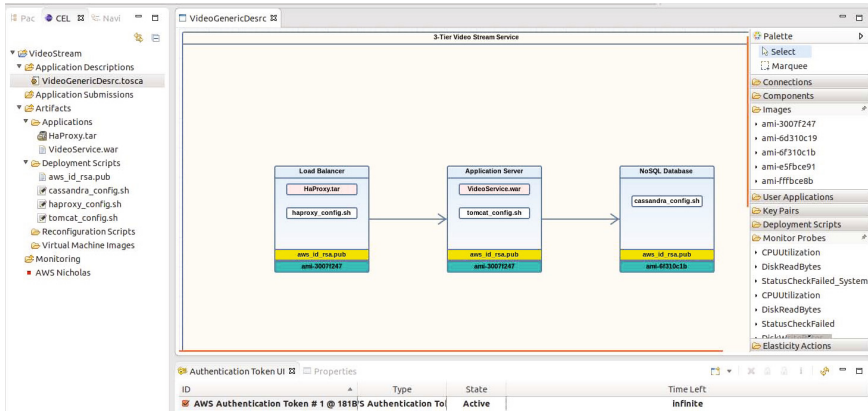 Pac CEL Navi
VideoStream
Application Descriptions
VideoGenericDesrc.tosca
Application Submissions
Artifacts
Applications
HaProxy.tar
VideoService.war
Deployment Scripts
aws_id_rsa.pub
cassandra_config.sh
haproxy_config.sh
tomcat_config.sh
Reconfiguration Scripts
Virtual Machine Images
Monitoring
AWS Nicholas
VideoGenericDesrc
3-Tier Video Stream Service
Load Balancer
HaProxy.tar
haproxy_config.sh
aws_id_rsa.pub
ami-3007f247
Application Server
VideoService.war
tomcat_config.sh
aws_id_rsa.pub
ami-3007f247
NoSQL Database
cassandra_config.sh
aws_id_rsa.pub
ami-6f310c1b
Palette
Select
Marquee
Connections
Components
Images
ami-3007f247
ami-6d310c19
ami-6f310c1b
ami-e5fbce91
ami-fffbce8b
User Applications
Key Pairs
Deployment Scripts
Monitor Probes
CPUUtilization
DiskReadBytes
StatusCheckFailed_System
CPUUtilization
DiskReadBytes
StatusCheckFailed
Elasticity Actions
Authentication Token UI Properties
ID Type State Time Left
AWS Authentication Token # 1 @ 181B 'S Authentication Tol Active infinite